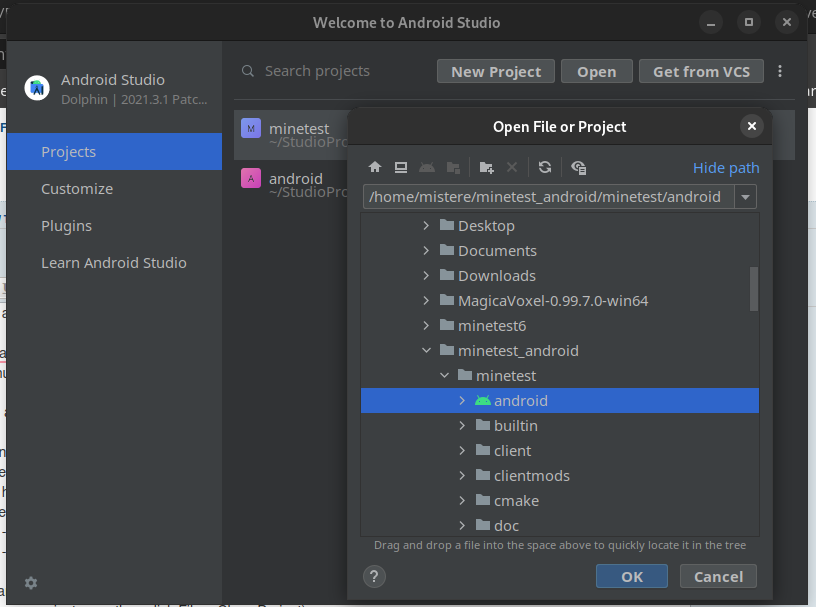 Welcome to Android Studio
Android Studio
Dolphin | 2021.3.1 Patc...
Search projects
New Project
Open
Get from VCS
Projects
Customize
Plugins
Learn Android Studio
M
minetest
~/StudioPro
A
android
~/StudioPro
Open File or Project
Hide path
/home/mistere/minetest_android/minetest/android
Desktop
Documents
Downloads
MagicaVoxel-0.99.7.0-win64
minetest6
minetest_android
minetest
android
builtin
client
clientmods
cmake
doc
Drag and drop a file into the space above to quickly locate it in the tree
?
OK
Cancel